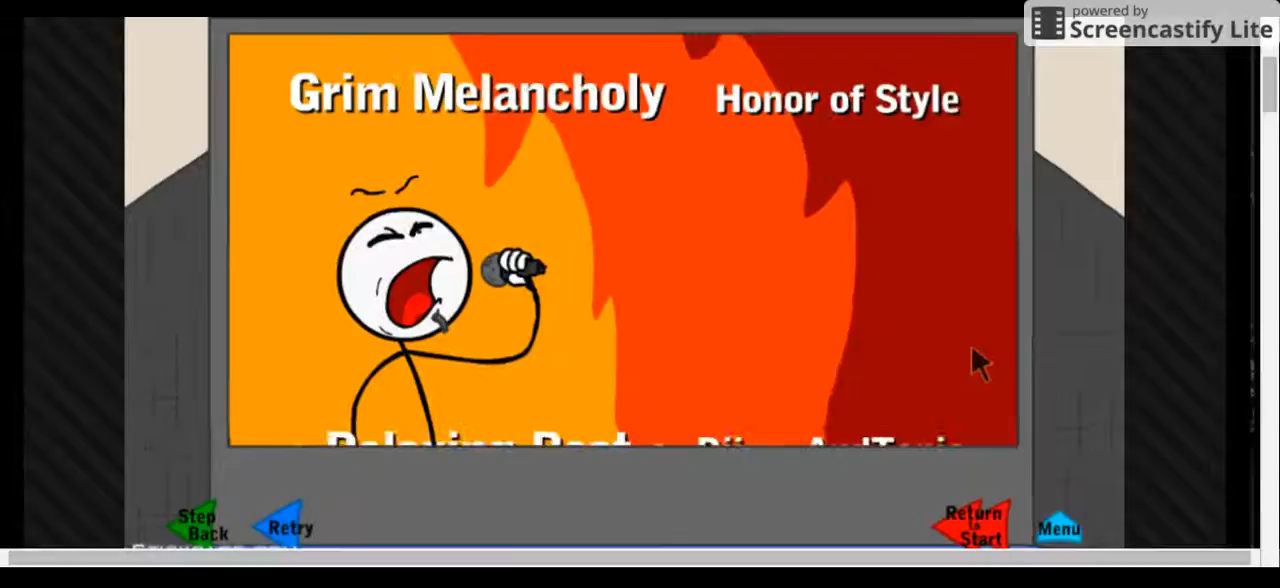 powered by
Screencastify Lite
Grim Melancholy Honor of Style
Step
Back
Retry
Return
to
Start
Menu